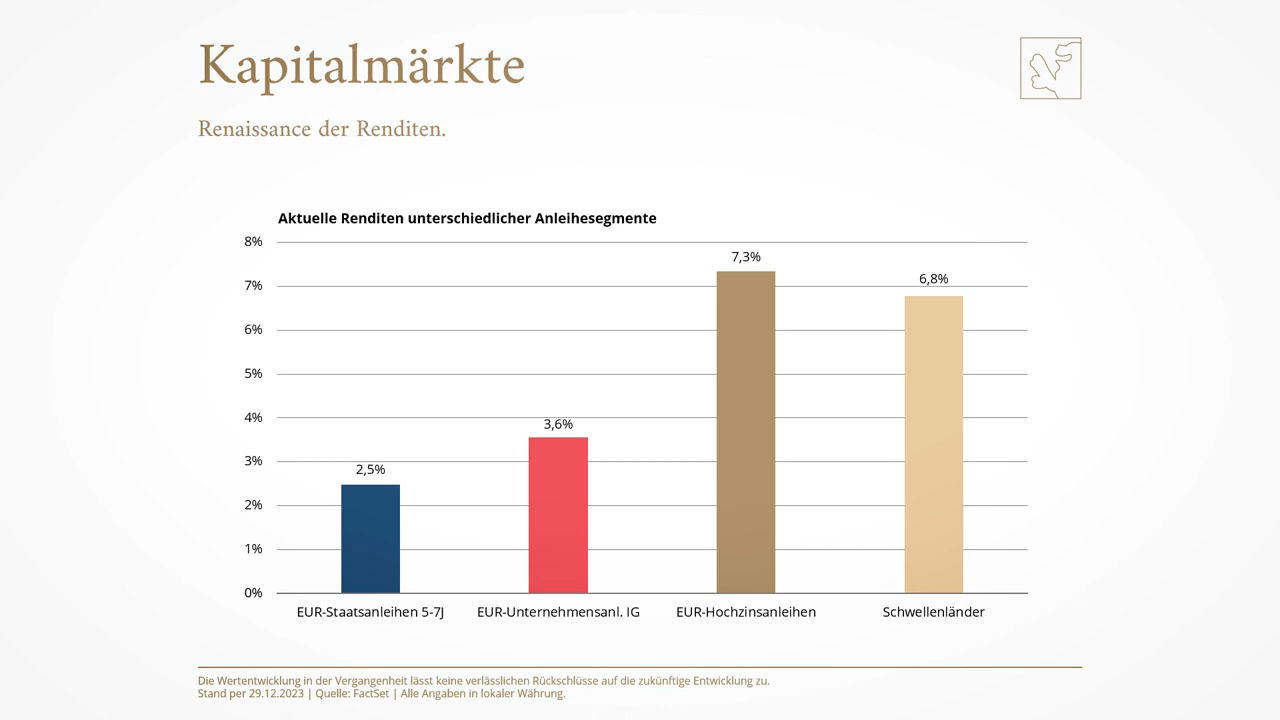 Kapitalmärkte
Renaissance der Renditen.
Aktuelle Renditen unterschiedlicher Anleihesegmente
8%
7%
6%
5%
4%
3%
2%
1%
0%
2,5%
3,6%
7,3%
6,8%
EUR-Staatsanleihen 5-7J
EUR-Unternehmensanl. IG
EUR-Hochzinsanleihen
Schwellenländer
Die Wertentwicklung in der Vergangenheit lässt keine verlässlichen Rückschlüsse auf die zukünftige Entwicklung zu.
Stand per 29.12.2023 | Quelle: FactSet | Alle Angaben in lokaler Währung.